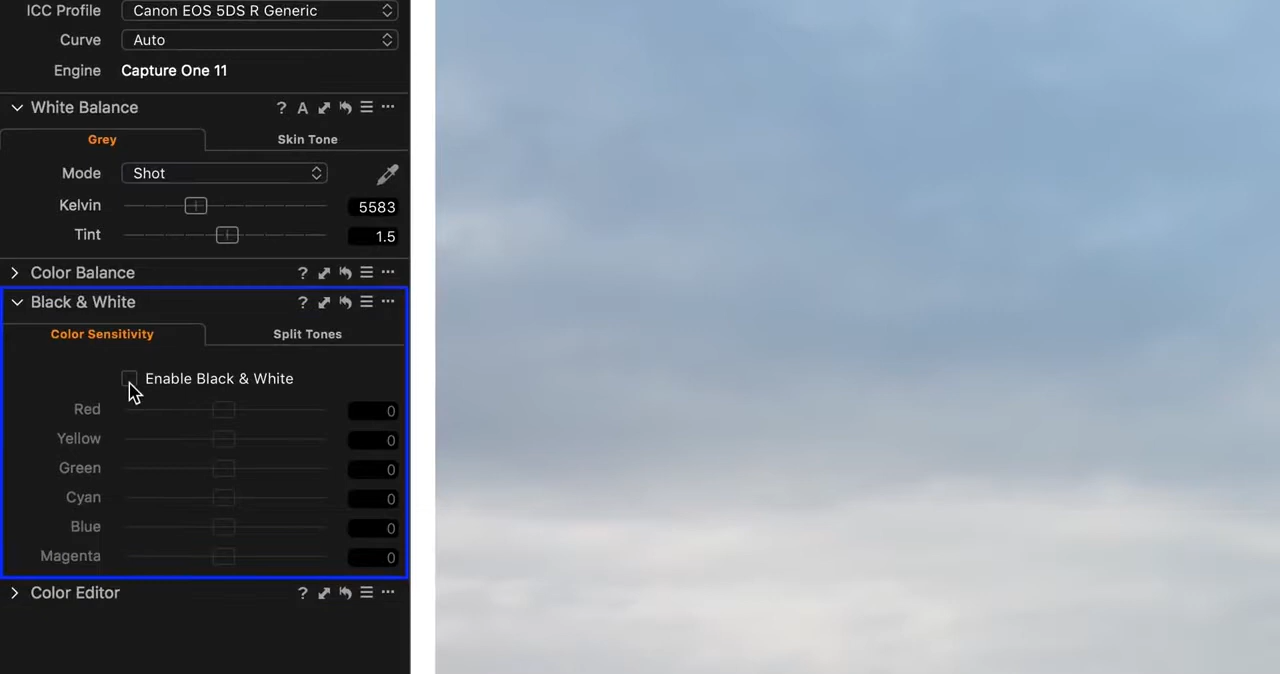 ICC Profile Canon EOS 5DS R Generic
Curve Auto
Engine Capture One 11
White Balance ? A
Grey Skin Tone
Mode Shot
Kelvin 5583
Tint 1.5
Color Balance ?
Black & White ?
Color Sensitivity Split Tones
Enable Black & White
Red 0
Yellow 0
Green 0
Cyan 0
Blue 0
Magenta 0
Color Editor ?